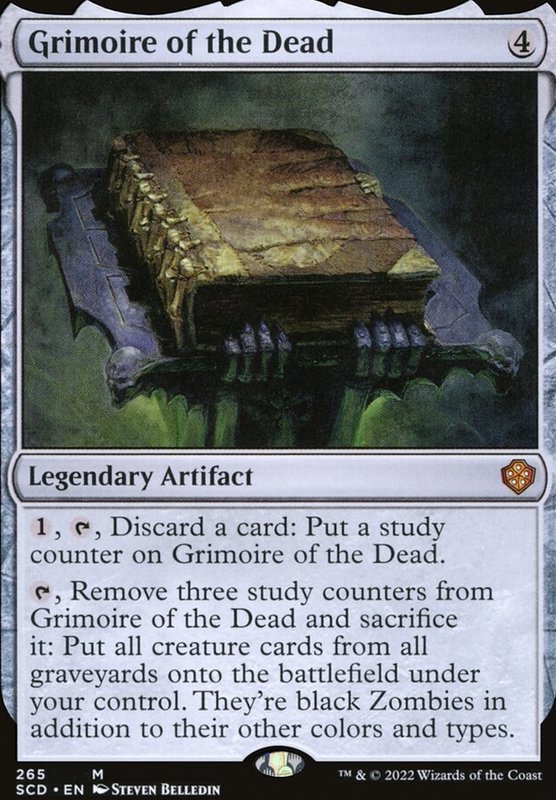 Grimoire of the Dead 4
Legendary Artifact
1, , Discard a card: Put a study
counter on Grimoire of the Dead.
, Remove three study counters from
Grimoire of the Dead and sacrifice
it: Put all creature cards from all
graveyards onto the battlefield under
your control. They're black Zombies in
addition to their other colors and types.
265 M
SCD • EN Steven Belledin
™ & © 2022 Wizards of the Coast